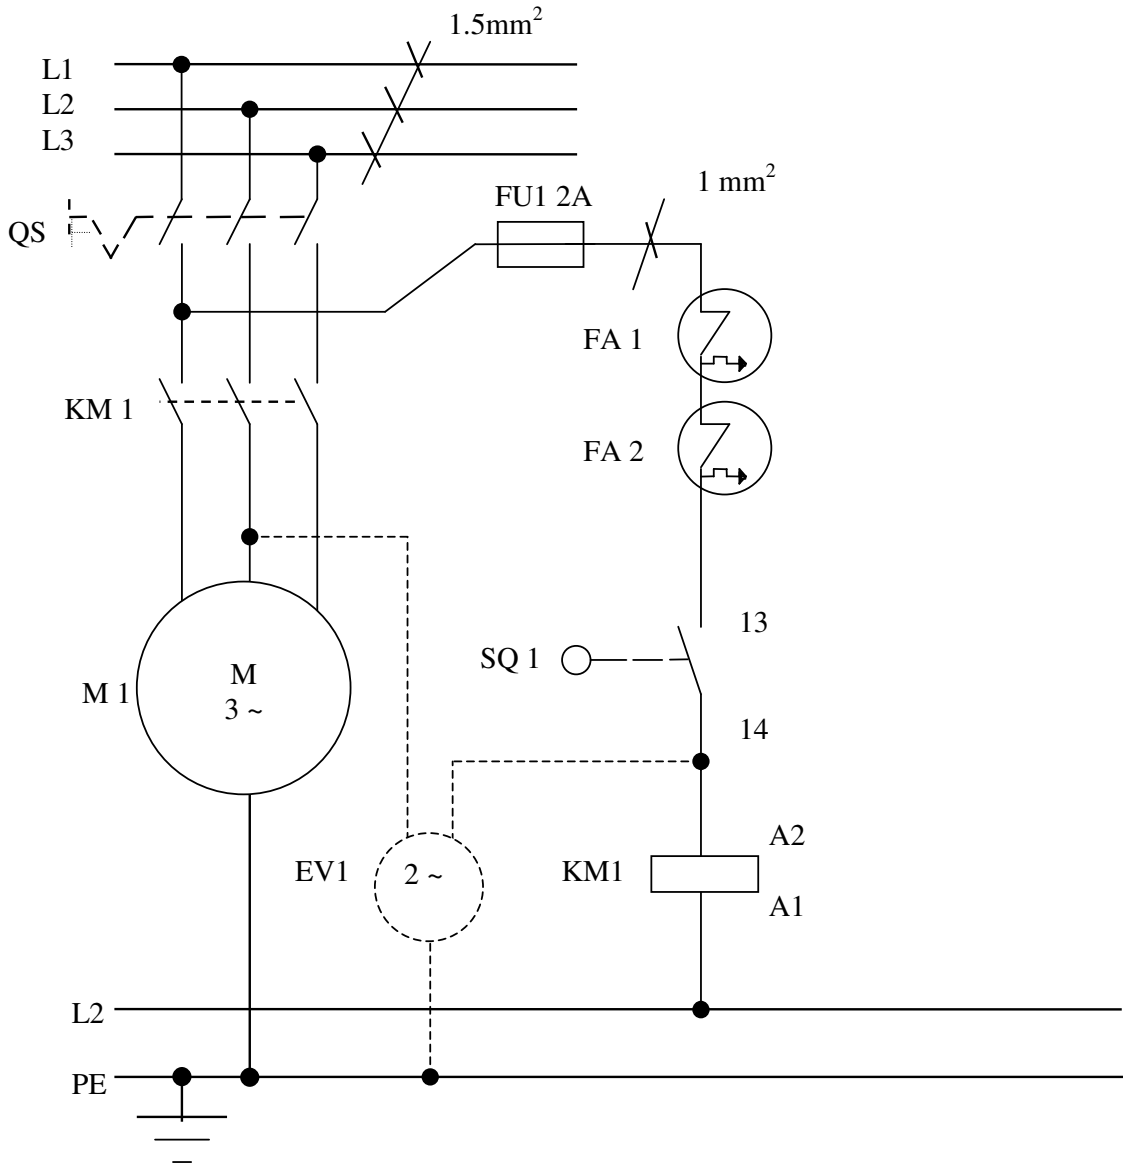 1.5mm²
L1
L2
L3
1 mm²
FU1 2A
QS
FA 1
KM 1
FA 2
13
SQ 1
M
M 1
3 ~
14
A2
EV1
2 ~
KM1
A1
L2
PE